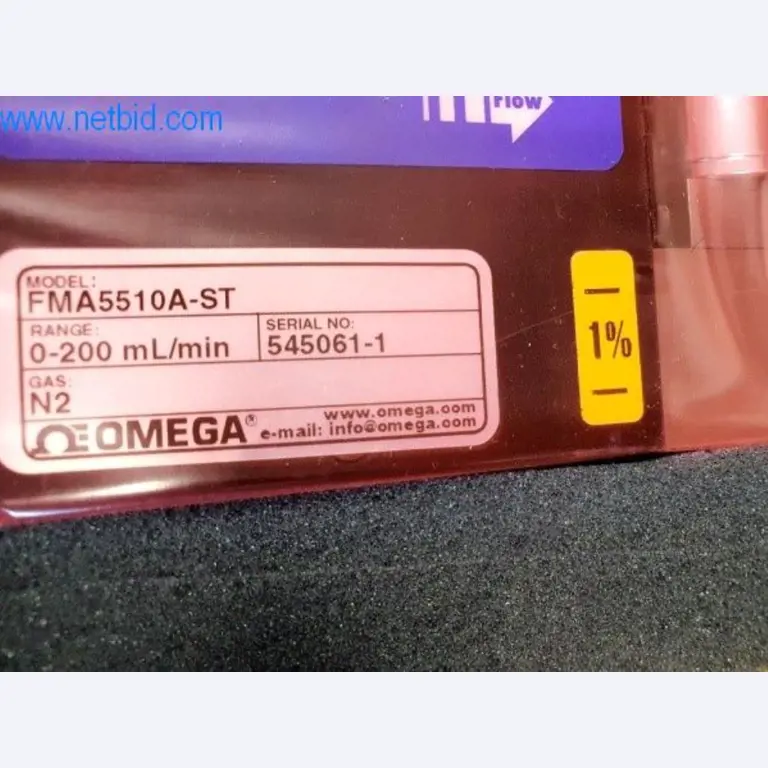 Flow
www.netbid.com
MODEL:
FMA5510A-ST
RANGE:
0-200 mL/min
SERIAL NO:
545061-1
GAS:
N2
ΩE OMEGA®
www.omega.com
e-mail: info@omega.com
1%